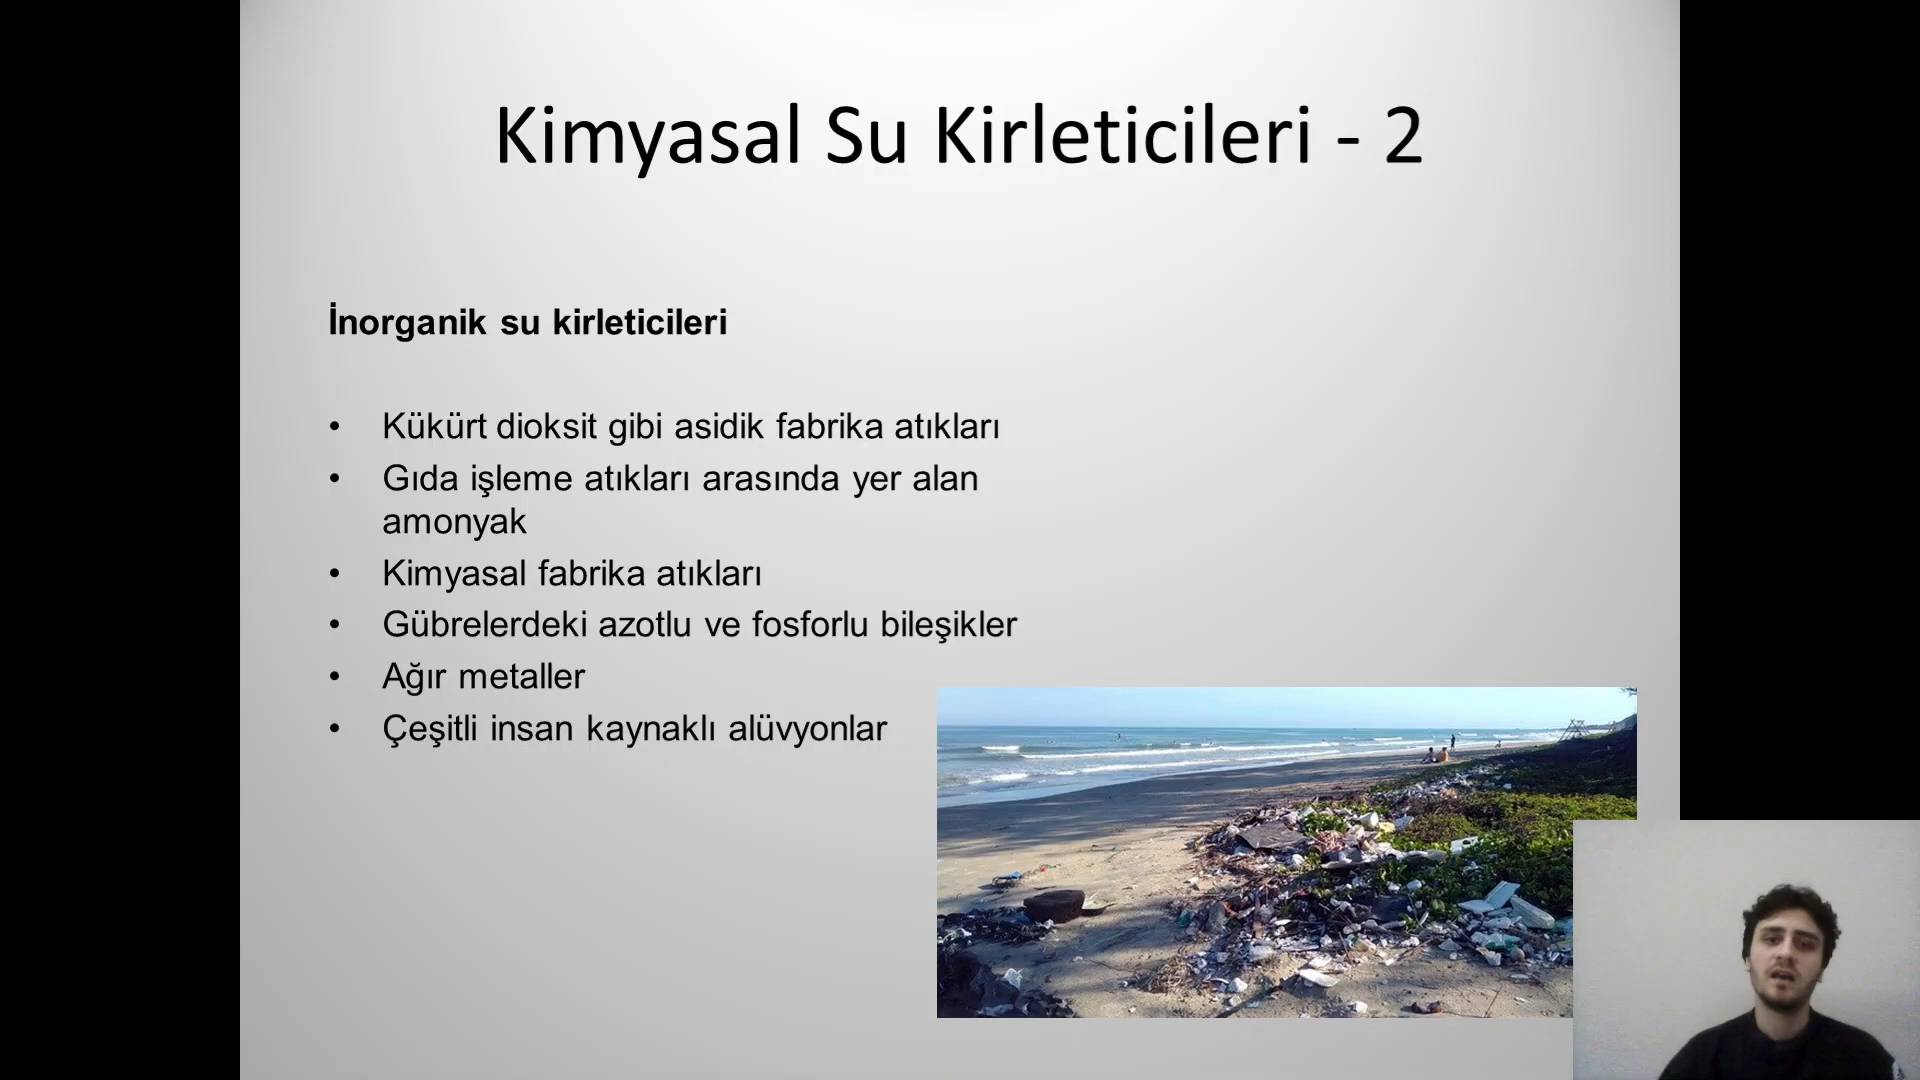 Kimyasal Su Kirleticileri - 2
İnorganik su kirleticileri
• Kükürt dioksit gibi asidik fabrika atıkları
• Gıda işleme atıkları arasında yer alan
amonyak
• Kimyasal fabrika atıkları
• Gübrelerdeki azotlu ve fosforlu bileşikler
• Ağır metaller
• Çeşitli insan kaynaklı alüvyonlar